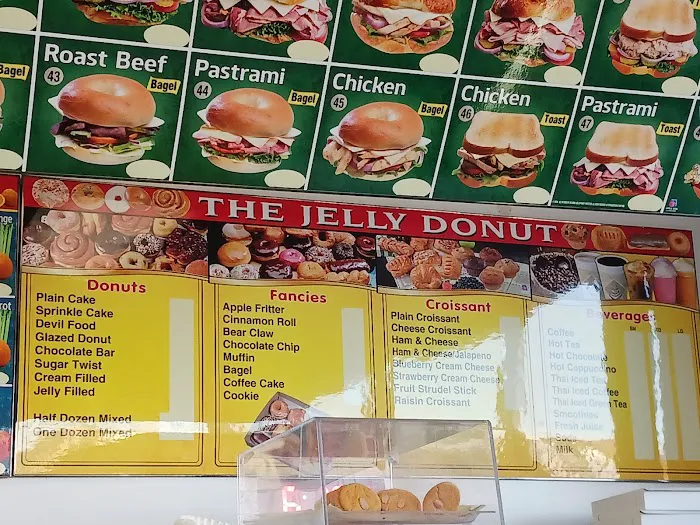 Bagel
Roast Beef
43
Bagel
Pastrami
44
Bagel
Chicken
45
Bagel
Chicken
46
Toast
Pastrami
47
Toast
THE JELLY DONUT
Donuts
Plain Cake
Sprinkle Cake
Devil Food
Glazed Donut
Chocolate Bar
Sugar Twist
Cream Filled
Jelly Filled
Half Dozen Mixed
One Dozen Mixed
Fancies
Apple Fritter
Cinnamon Roll
Bear Claw
Chocolate Chip
Muffin
Bagel
Coffee Cake
Cookie
Croissant
Plain Croissant
Cheese Croissant
Ham & Cheese
Ham & Cheese/Jalapeno
Blueberry Cream Cheese
Strawberry Cream Cheese
Fruit Strudel Stick
Raisin Croissant
Beverages
Coffee
Hot Tea
Hot Chocolate
Hot Cappuccino
Thai Iced Tea
Thai Iced Coffee
Thai Iced Green Tea
Smoothies
Fresh Juice
Soda
Milk